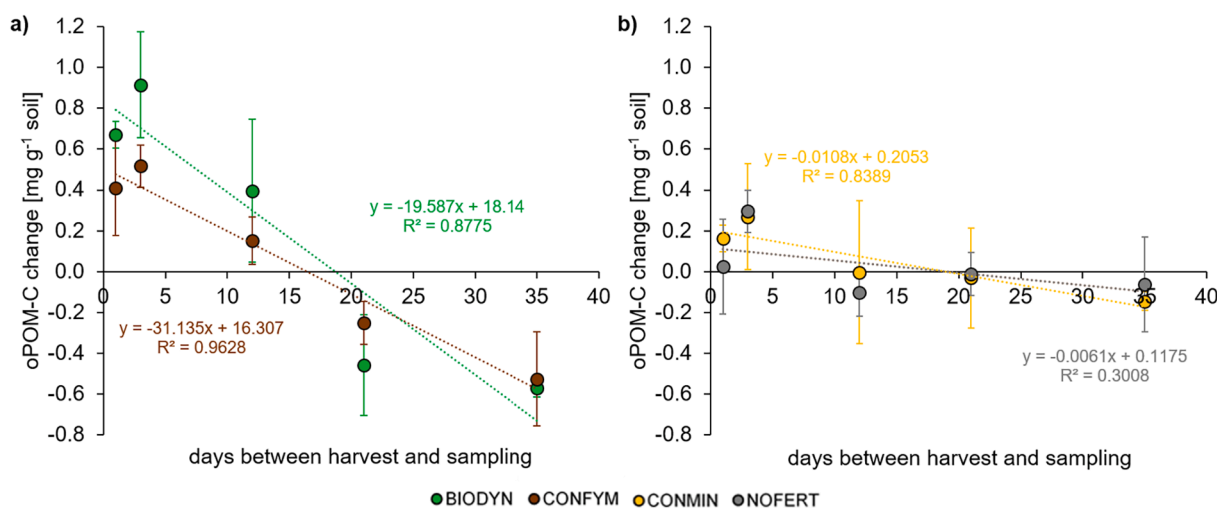 a)
oPOM-C change [mg g⁻¹ soil]
1.2
1.0
0.8
0.6
0.4
0.2
0.0
-0.2
-0.4
-0.6
-0.8
0 5 10 15 20 25 30 35 40
y = -19.587x + 18.14
R² = 0.8775
y = -31.135x + 16.307
R² = 0.9628
days between harvest and sampling
b)
oPOM-C change [mg g⁻¹ soil]
1.2
1.0
0.8
0.6
0.4
0.2
0.0
-0.2
-0.4
-0.6
-0.8
0 5 10 15 20 25 30 35 40
y = -0.0108x + 0.2053
R² = 0.8389
y = -0.0061x + 0.1175
R² = 0.3008
days between harvest and sampling
BIODYN CONFYM CONMIN NOFERT